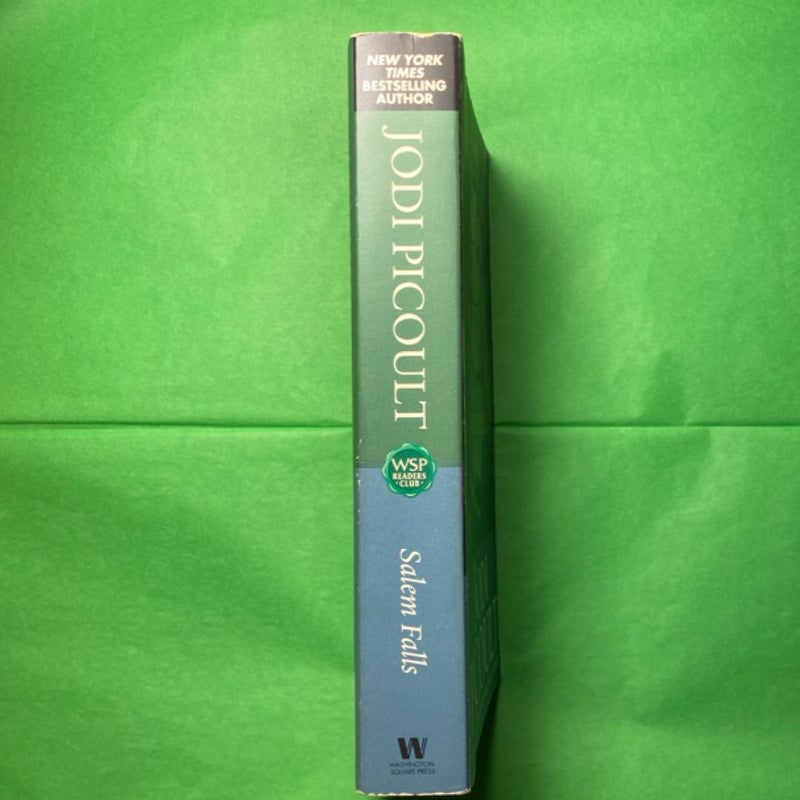 NEW YORK
TIMES
BESTSELLING
AUTHOR
JODI PICOULT
WSP
READERS
·CLUB·
Salem Falls
W
WASHINGTON
SQUARE PRESS